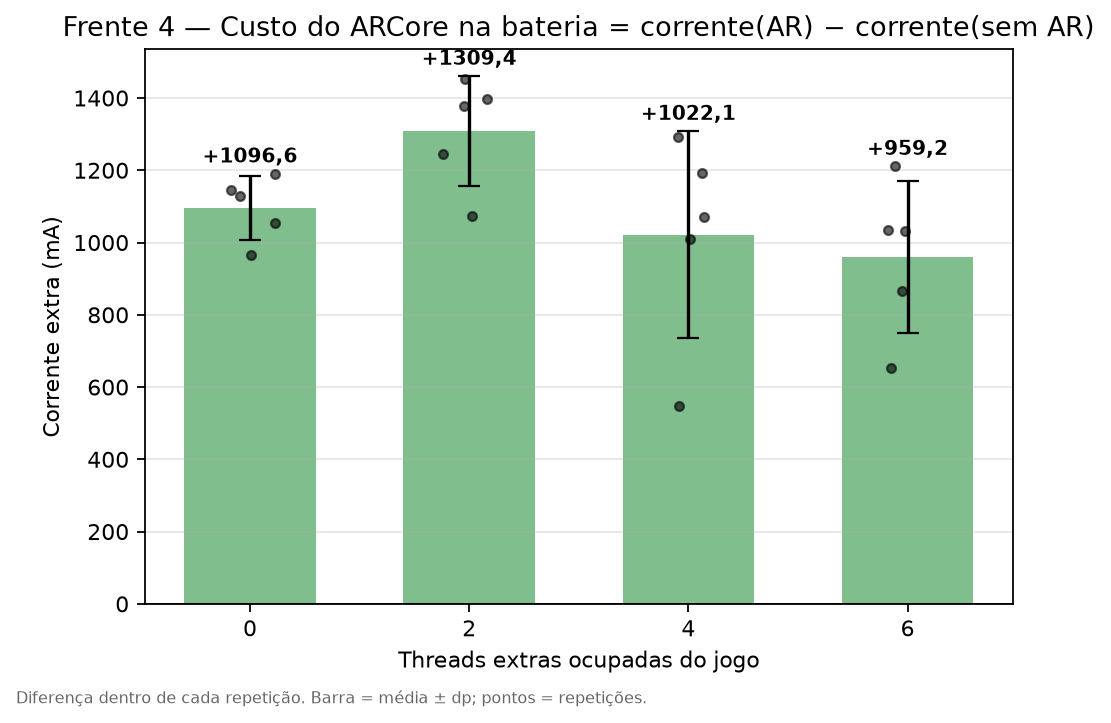 Frente 4 — Custo do ARCore na bateria = corrente(AR) − corrente(sem AR)
+1309,4
+1022,1
+1096,6
+959,2
1400
1200
1000
800
600
400
200
0
Corrente extra (mA)
0 2 4 6
Threads extras ocupadas do jogo
Diferença dentro de cada repetição. Barra = média ± dp; pontos = repetições.